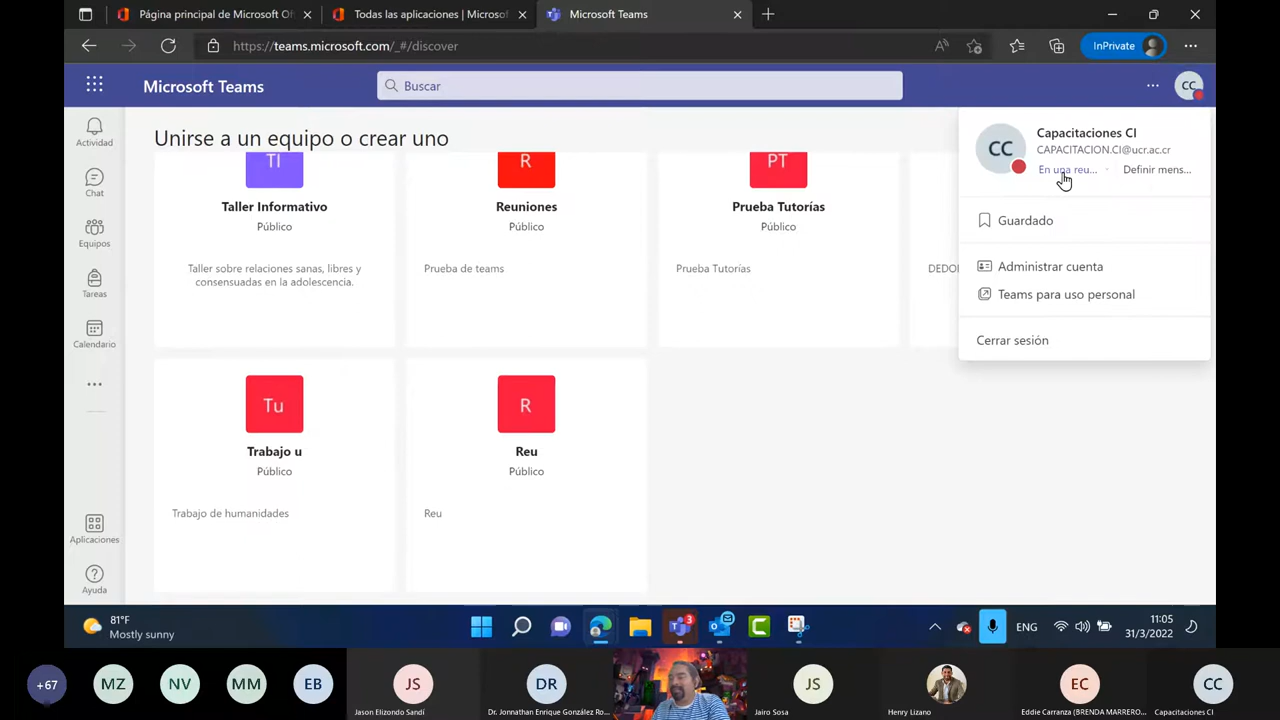 Página principal de Microsoft Of
Todas las aplicaciones | Microsof
Microsoft Teams
https://teams.microsoft.com/_#/discover
InPrivate
Microsoft Teams
Buscar
CC
Actividad
Chat
Equipos
Tareas
Calendario
Aplicaciones
Ayuda
Unirse a un equipo o crear uno
TI
Taller Informativo
Público
Taller sobre relaciones sanas, libres y
consensuadas en la adolescencia.
R
Reuniones
Público
Prueba de teams
PT
Prueba Tutorías
Público
Prueba Tutorías
DEDO
Tu
Trabajo u
Público
Trabajo de humanidades
R
Reu
Público
Reu
CC
Capacitaciones CI
CAPACITACION.CI@ucr.ac.cr
En una reu...
Definir mens...
Guardado
Administrar cuenta
Teams para uso personal
Cerrar sesión
81°F
Mostly sunny
3
ENG
11:05
31/3/2022
+67
MZ
NV
MM
EB
JS
Jason Elizondo Sandí
DR
Dr. Jonnathan Enrique González Ro...
JS
Jairo Sosa
Henry Lizano
EC
Eddie Carranza (BRENDA MARRERO...
CC
Capacitaciones CI